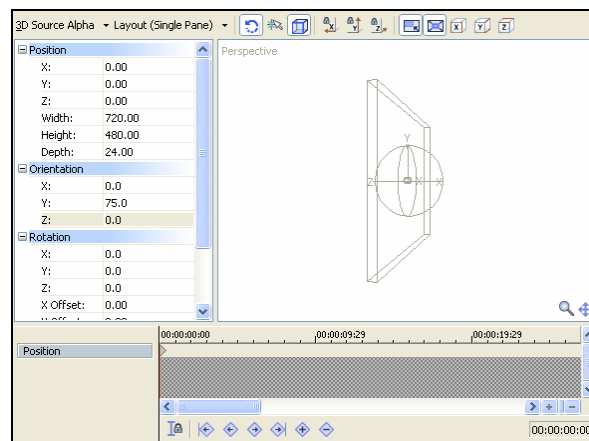 3D Source Alpha Layout (Single Pane)
X Y Z X Y Z
Position
X: 0.00
Y: 0.00
Z: 0.00
Width: 720.00
Height: 480.00
Depth: 24.00
Orientation
X: 0.0
Y: 75.0
Z: 0.0
Rotation
X: 0.0
Y: 0.0
Z: 0.0
X Offset: 0.00
Perspective
Y
Z X X
00:00:00:00 00:00:09:29 00:00:19:29
Position
00:00:00:00